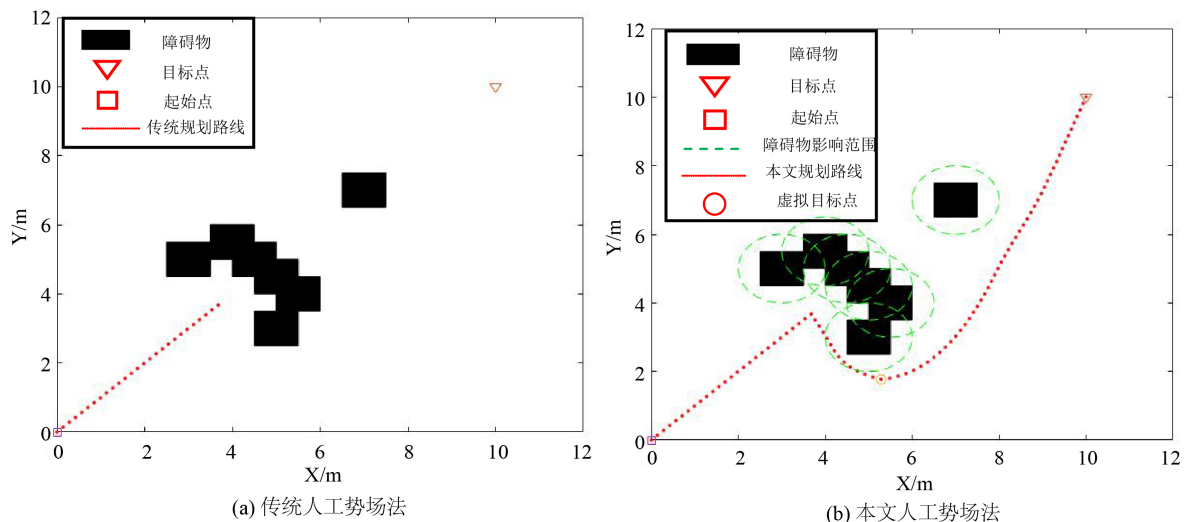 12
10
8
6
4
2
0
Y/m
障碍物
目标点
起始点
传统规划路线
0 2 4 6 8 10 12
X/m
(a) 传统人工势场法
12
10
8
6
4
2
0
Y/m
障碍物
目标点
起始点
障碍物影响范围
本文规划路线
虚拟目标点
0 2 4 6 8 10 12
X/m
(b) 本文人工势场法